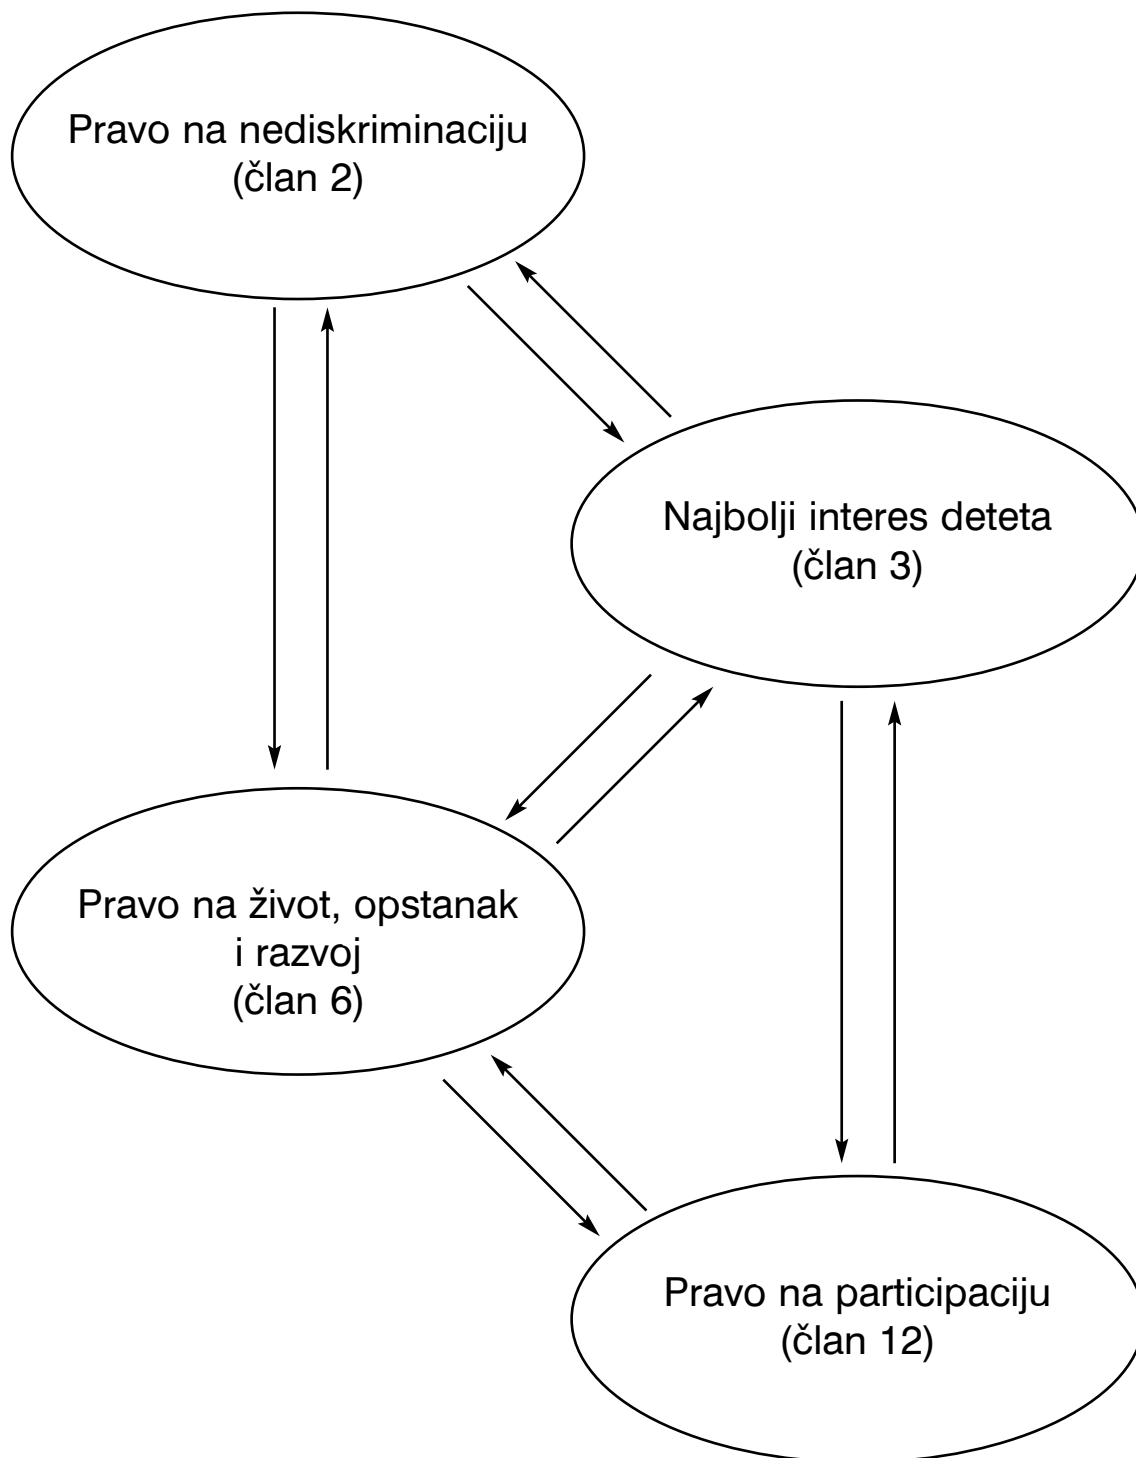 Pravo na nediskriminaciju
(član 2)
Najbolji interes deteta
(član 3)
Pravo na život, opstanak
i razvoj
(član 6)
Pravo na participaciju
(član 12)